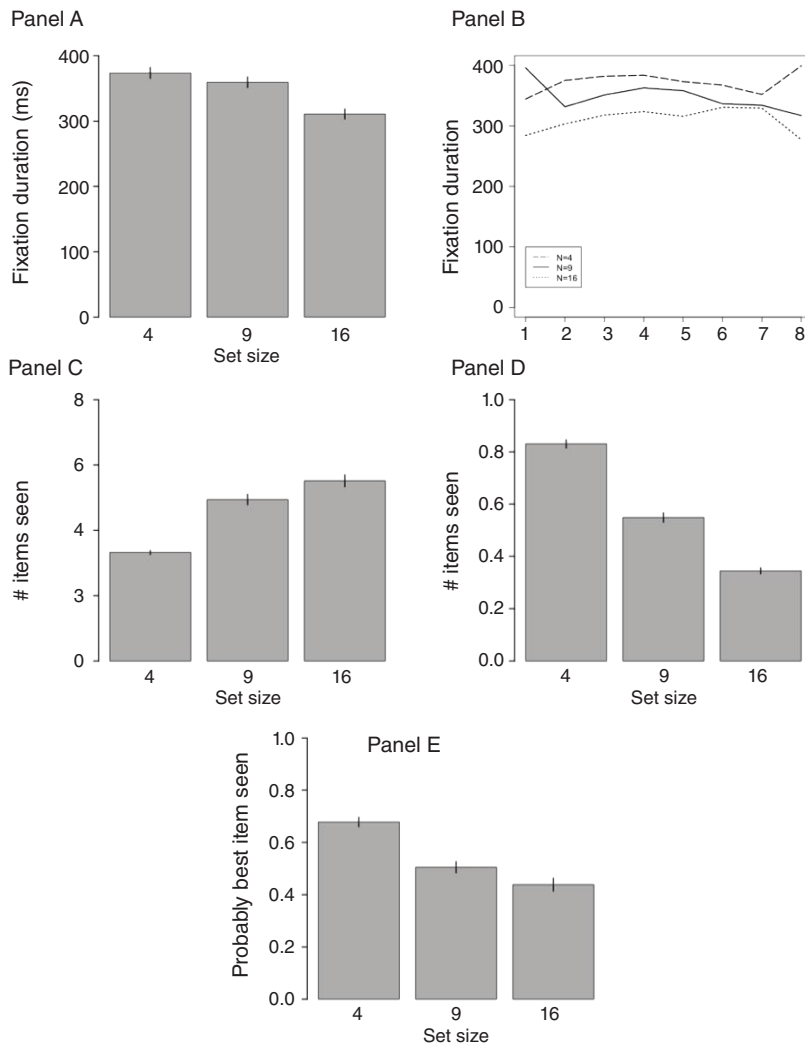 Panel A
Fixation duration (ms)
400
300
200
100
0
4 9 16
Set size
Panel B
Fixation duration
400
300
200
100
0
N=4
N=9
N=16
1 2 3 4 5 6 7 8
Panel C
# items seen
8
6
4
3
0
4 9 16
Set size
Panel D
# items seen
1.0
0.8
0.6
0.4
0.2
0.0
4 9 16
Set size
Panel E
Probably best item seen
1.0
0.8
0.6
0.4
0.2
0.0
4 9 16
Set size